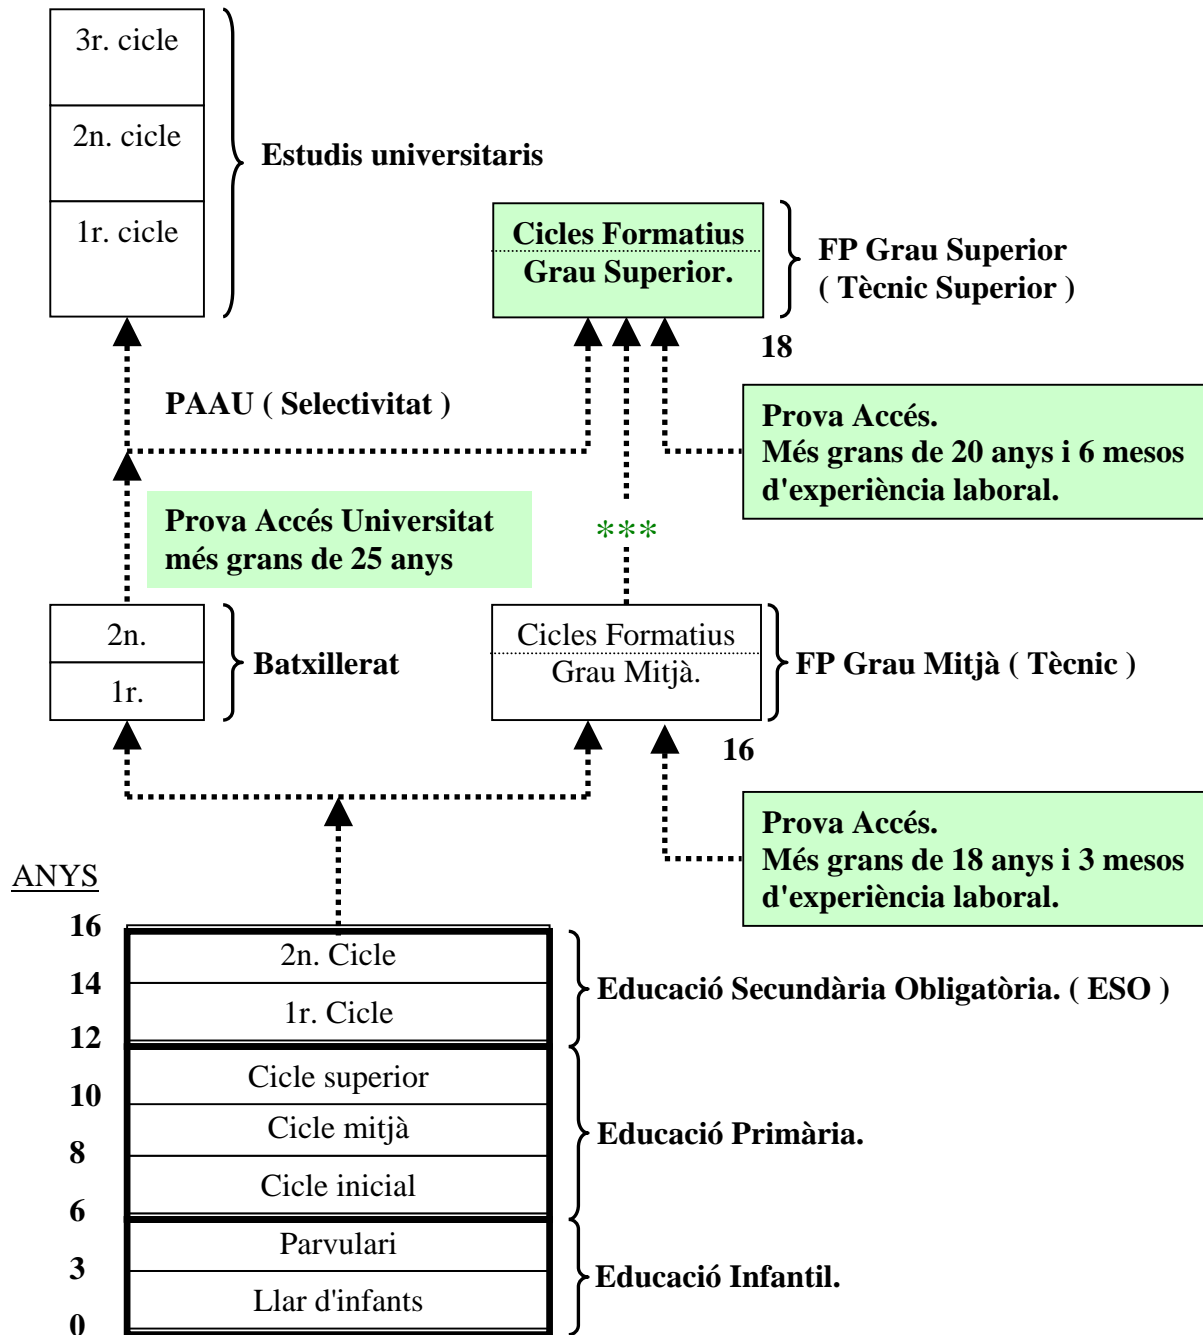 3r. cicle
2n. cicle
Estudis universitaris
1r. cicle
Cicles Formatius
Grau Superior.
FP Grau Superior
( Tècnic Superior )
18
PAAU ( Selectivitat )
Prova Accés.
Més grans de 20 anys i 6 mesos
d'experiència laboral.
Prova Accés Universitat
més grans de 25 anys
***
2n.
1r.
Batxillerat
Cicles Formatius
Grau Mitjà.
FP Grau Mitjà ( Tècnic )
16
Prova Accés.
Més grans de 18 anys i 3 mesos
d'experiència laboral.
ANYS
16
2n. Cicle
14
Educació Secundària Obligatòria. ( ESO )
1r. Cicle
12
Cicle superior
10
Cicle mitjà
Educació Primària.
8
Cicle inicial
6
Parvulari
3
Educació Infantil.
Llar d'infants
0